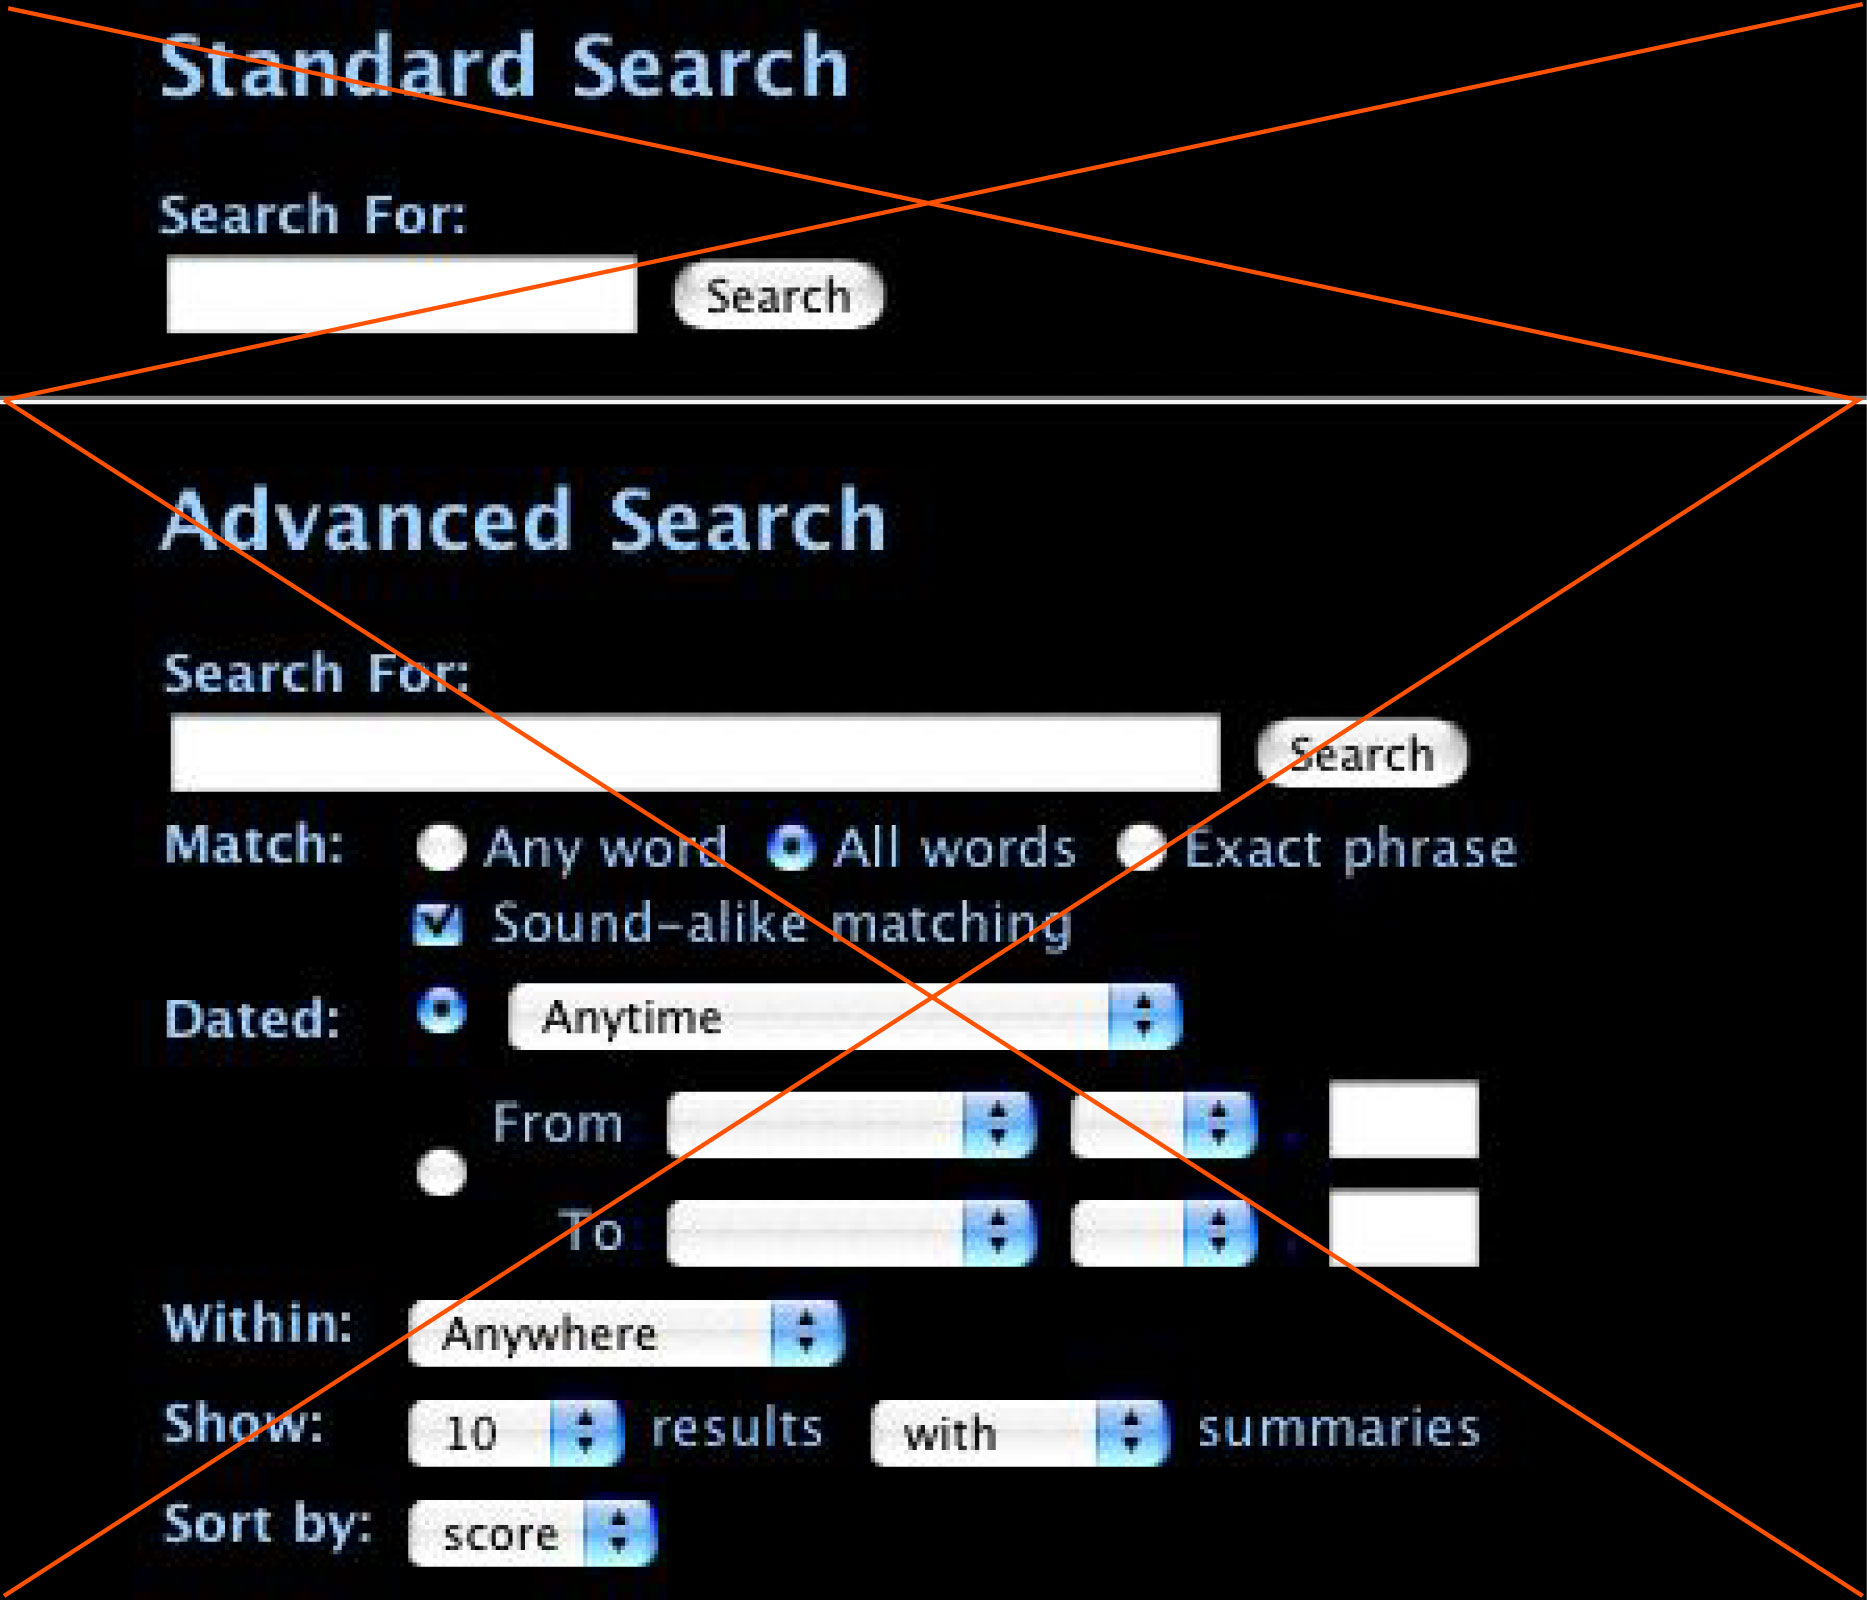 Standard Search
Search For:
Search
Advanced Search
Search For:
Search
Match: Any word All words Exact phrase
Sound-alike matching
Dated: Anytime
From ,
To ,
Within: Anywhere
Show: 10 results with summaries
Sort by: score